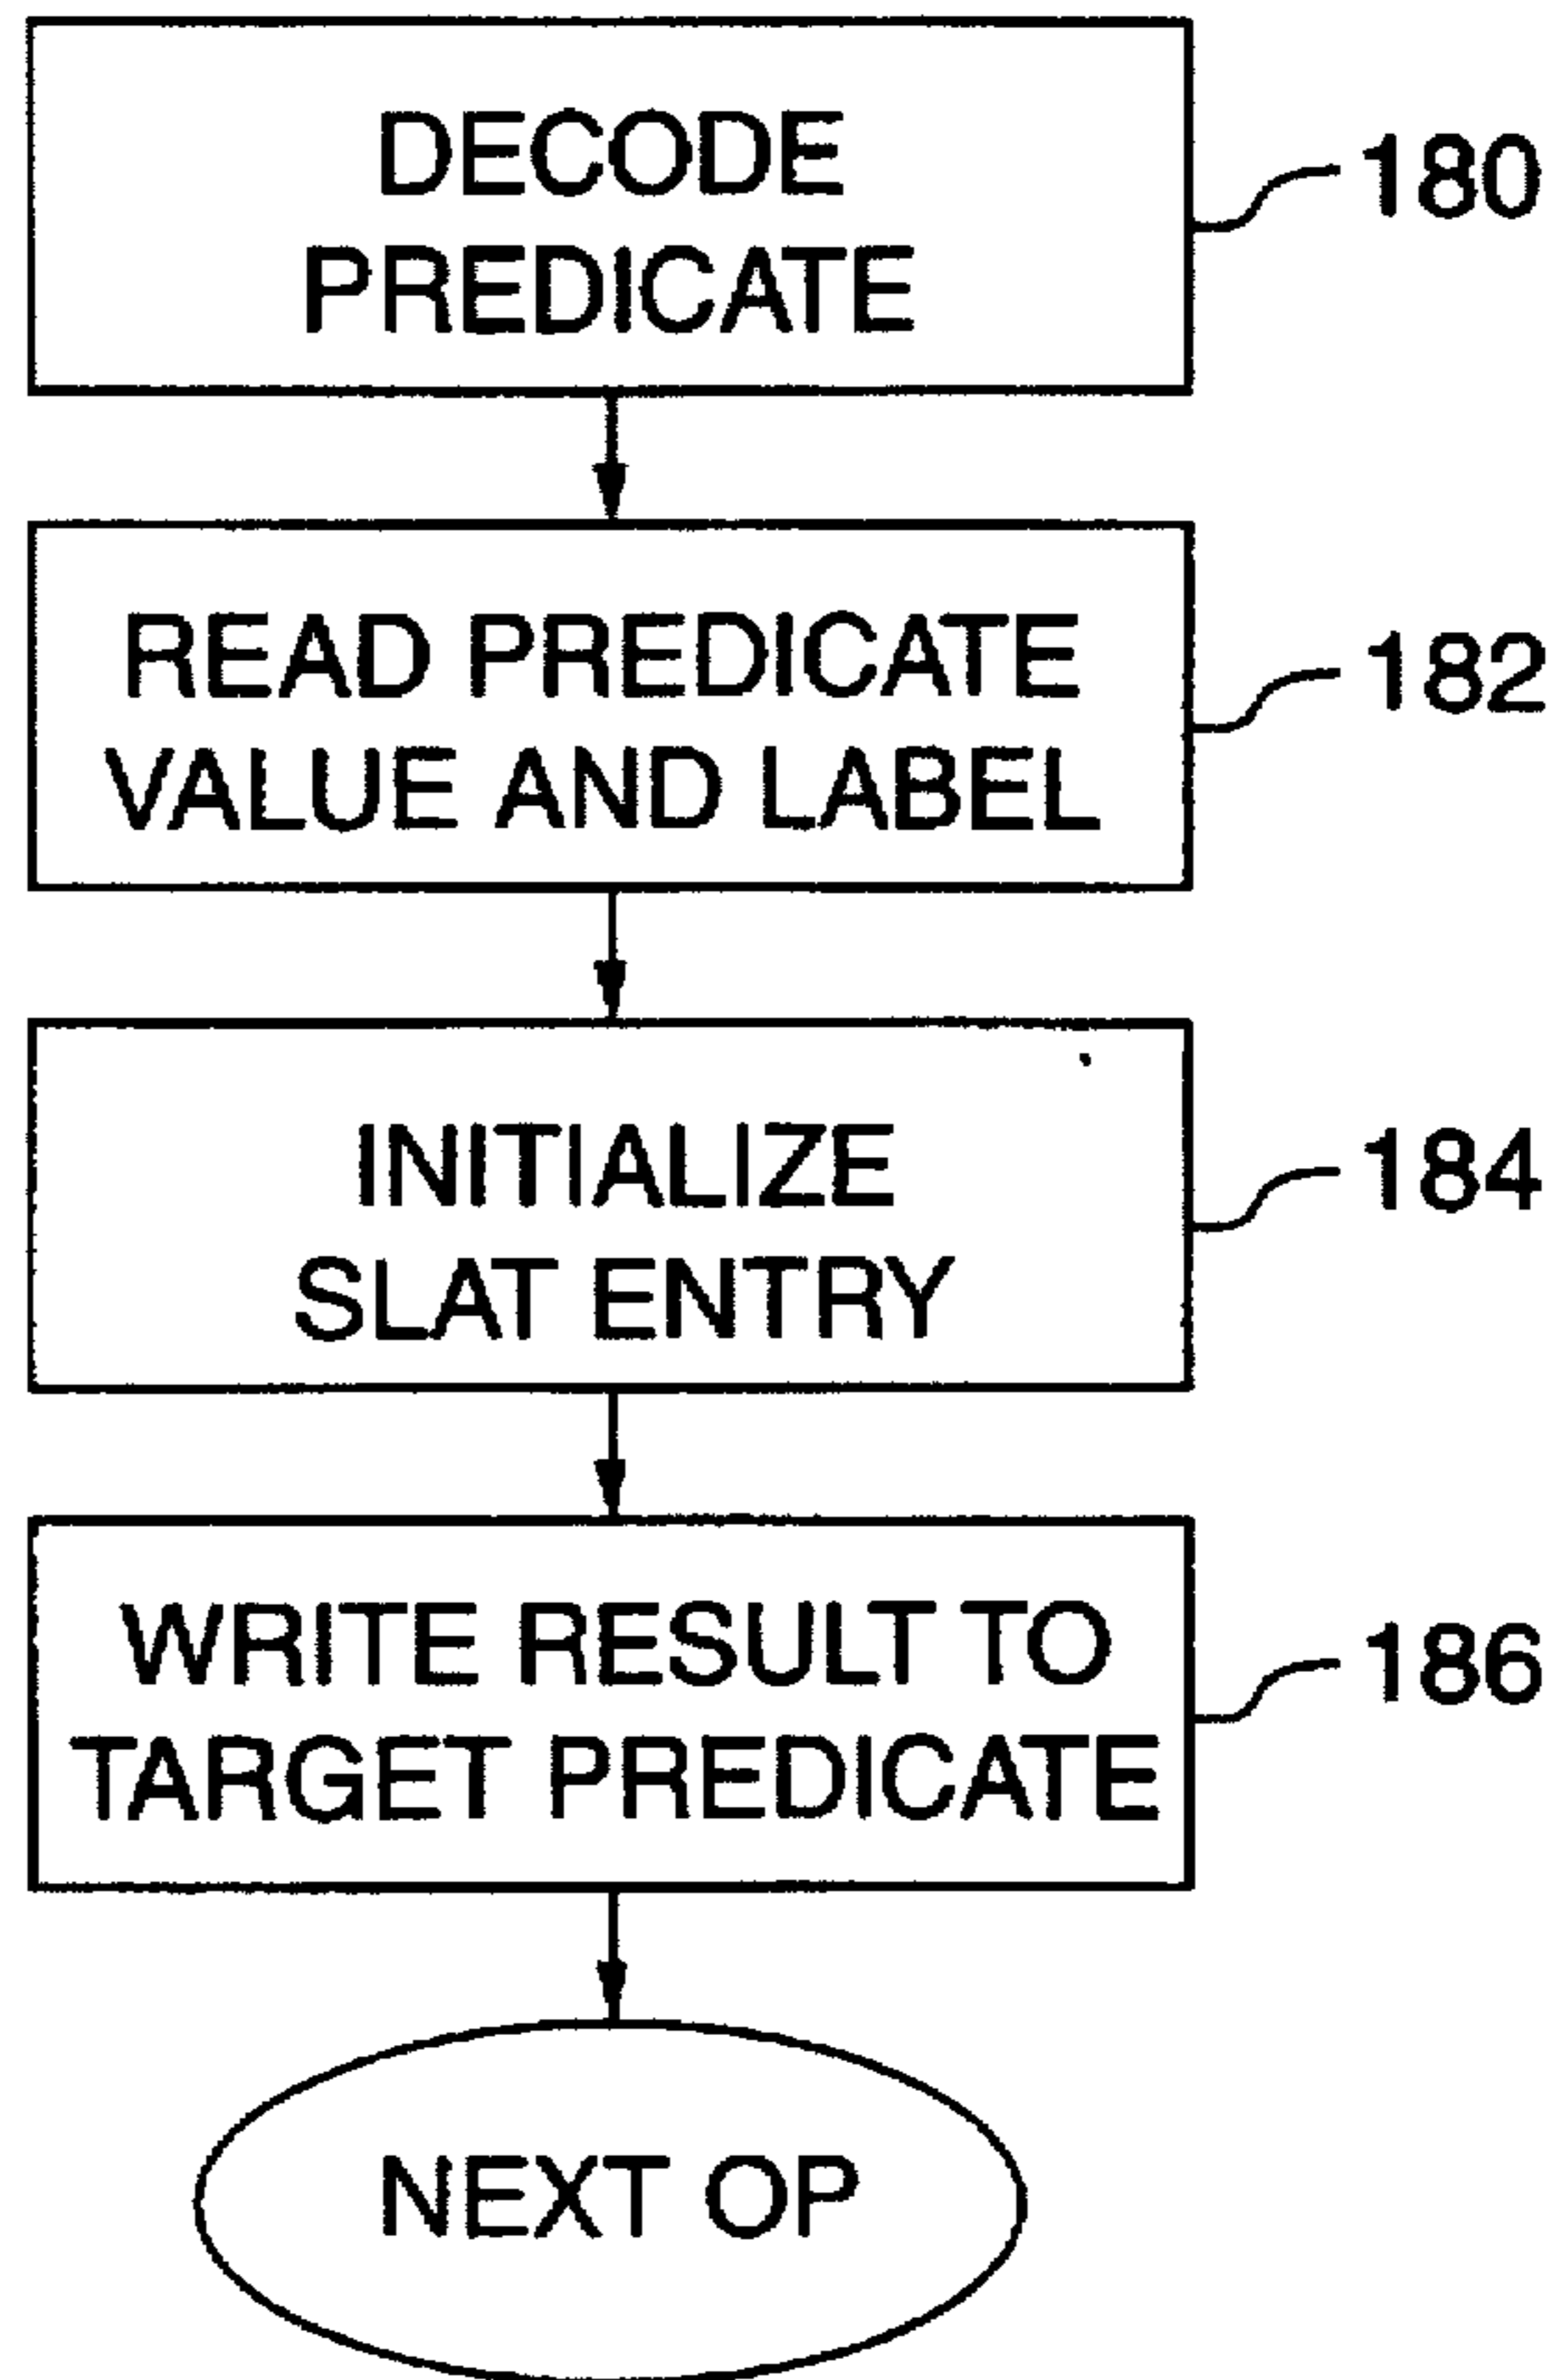 DECODE
PREDICATE
180
READ PREDICATE
VALUE AND LABEL
182
INITIALIZE
SLAT ENTRY
184
WRITE RESULT TO
TARGET PREDICATE
186
NEXT OP